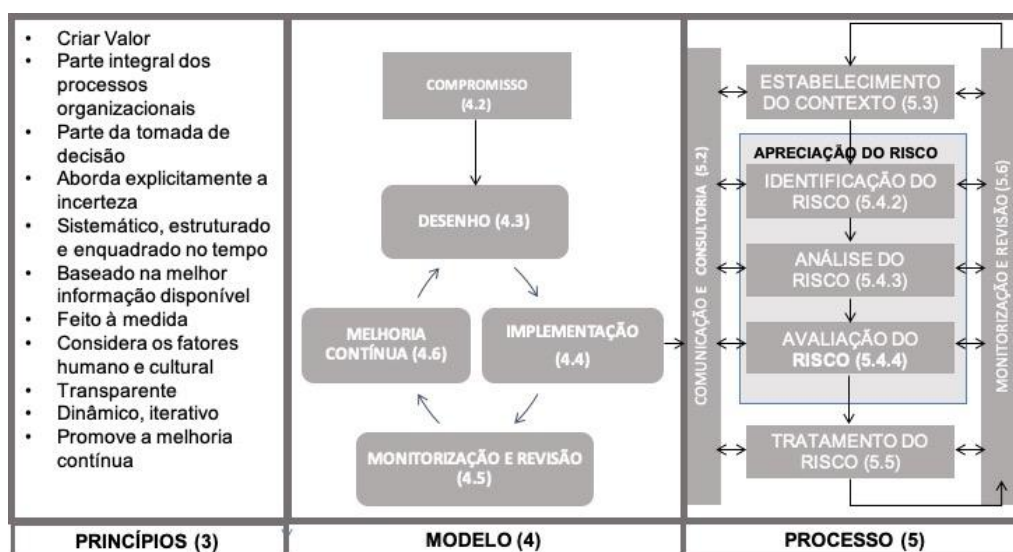 • Criar Valor
• Parte integral dos
processos
organizacionais
• Parte da tomada de
decisão
• Aborda explicitamente a
incerteza
• Sistemático, estruturado
e enquadrado no tempo
• Baseado na melhor
informação disponível
• Feito à medida
• Considera os fatores
humano e cultural
• Transparente
• Dinâmico, iterativo
• Promove a melhoria
contínua
PRINCÍPIOS (3)
COMPROMISSO
(4.2)
DESENHO (4.3)
MELHORIA
CONTÍNUA (4.6)
IMPLEMENTAÇÃO
(4.4)
MONITORIZAÇÃO E REVISÃO
(4.5)
MODELO (4)
COMUNICAÇÃO E CONSULTORIA (5.2)
ESTABELECIMENTO
DO CONTEXTO (5.3)
APRECIAÇÃO DO RISCO
IDENTIFICAÇÃO DO
RISCO (5.4.2)
ANÁLISE DO
RISCO (5.4.3)
AVALIAÇÃO DO
RISCO (5.4.4)
TRATAMENTO DO
RISCO (5.5)
MONITORIZAÇÃO E REVISÃO (5.6)
PROCESSO (5)